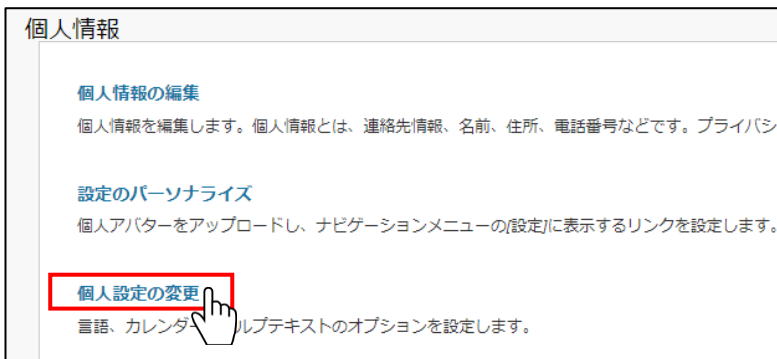 個人情報
個人情報の編集
個人情報を編集します。個人情報とは、連絡先情報、名前、住所、電話番号などです。プライバシ
設定のパーソナライズ
個人アバターをアップロードし、ナビゲーションメニューの[設定]に表示するリンクを設定します。
個人設定の変更
言語、カレンダー ルプテキストのオプションを設定します。